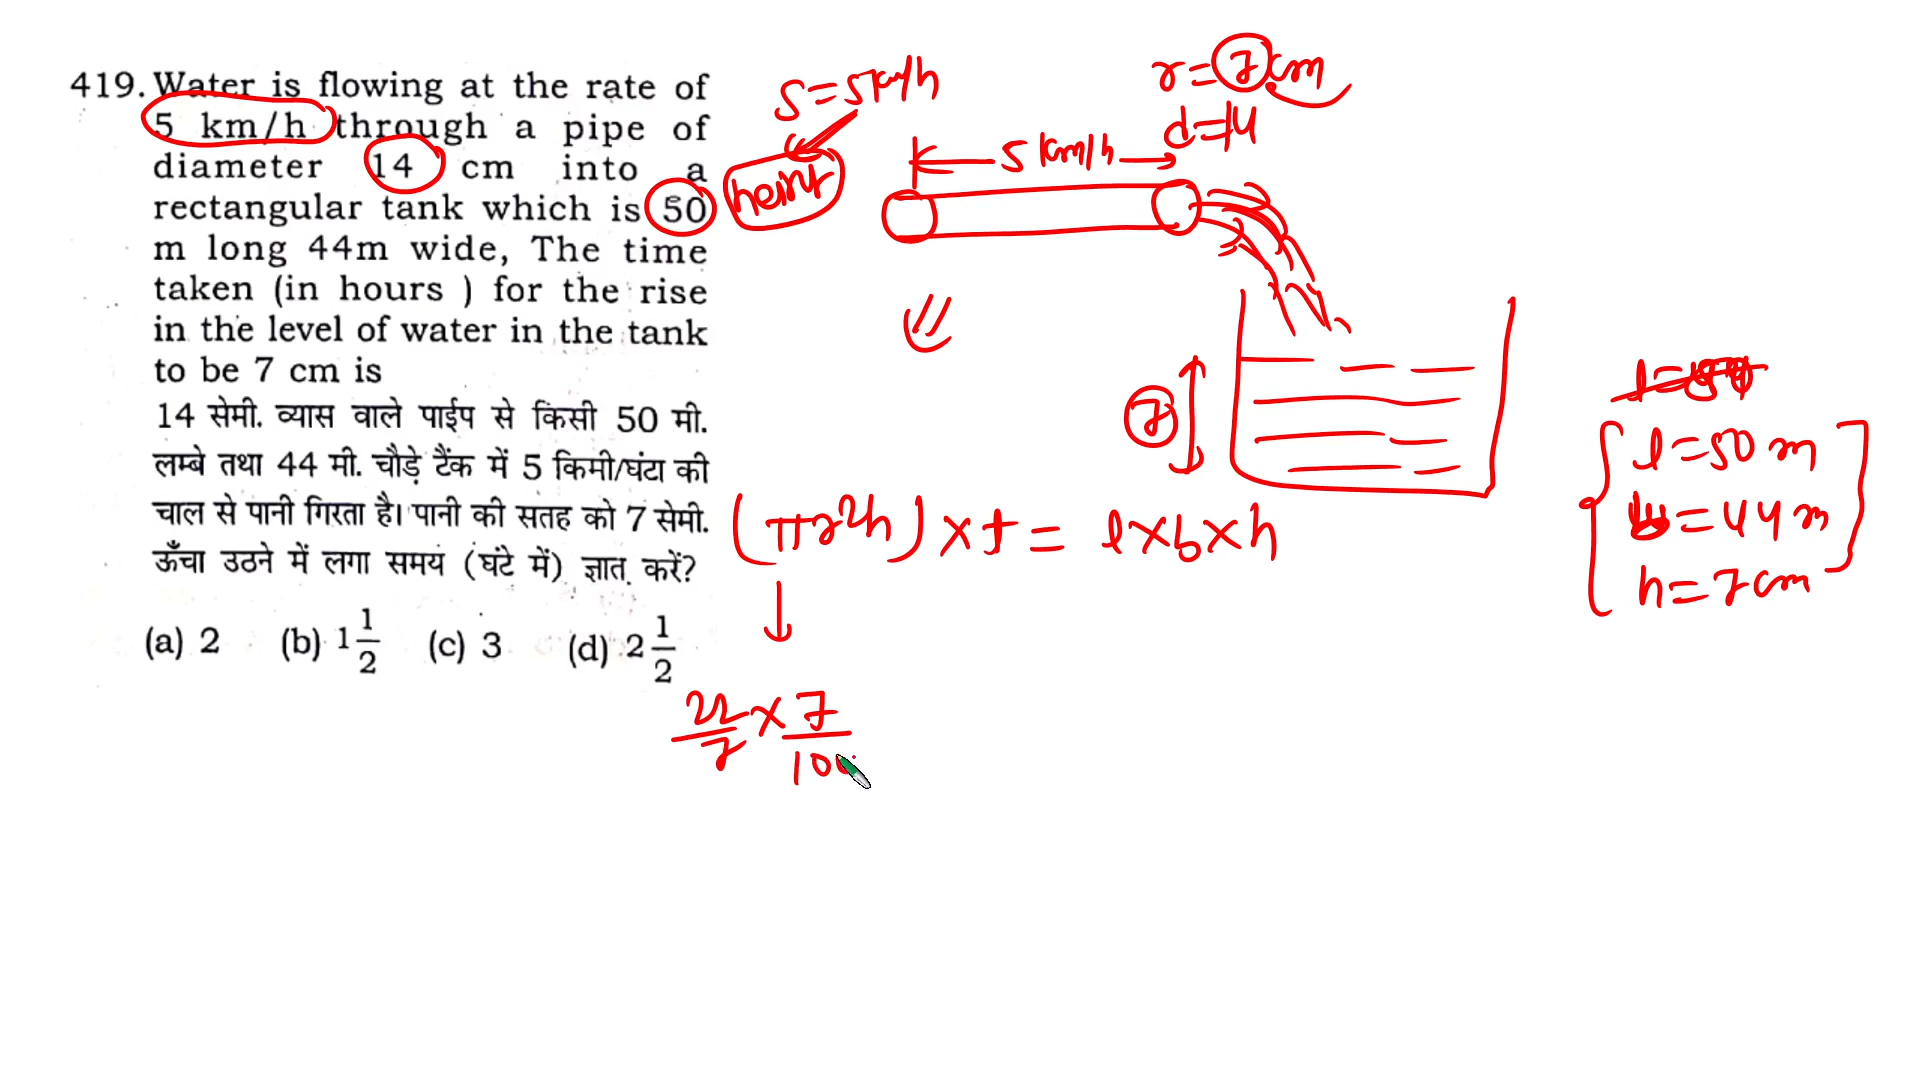 419. Water is flowing at the rate of
5 km/h through a pipe of
diameter 14 cm into a
rectangular tank which is 50
m long 44m wide, The time
taken (in hours ) for the rise
in the level of water in the tank
to be 7 cm is
14 सेमी. व्यास वाले पाईप से किसी 50 मी.
लम्बे तथा 44 मी. चौड़े टैंक में 5 किमी/घंटा की
चाल से पानी गिरता है। पानी की सतह को 7 सेमी.
ऊँचा उठने में लगा समय (घंटे में) ज्ञात करें?
(a) 2 (b) 1 1/2 (c) 3 (d) 2 1/2
S=5km/h
r=7cm
d=14
5km/h
7
l=50m
=44m
h=7cm
(πr²h)×t= l×b×h
22/7 × 7/100